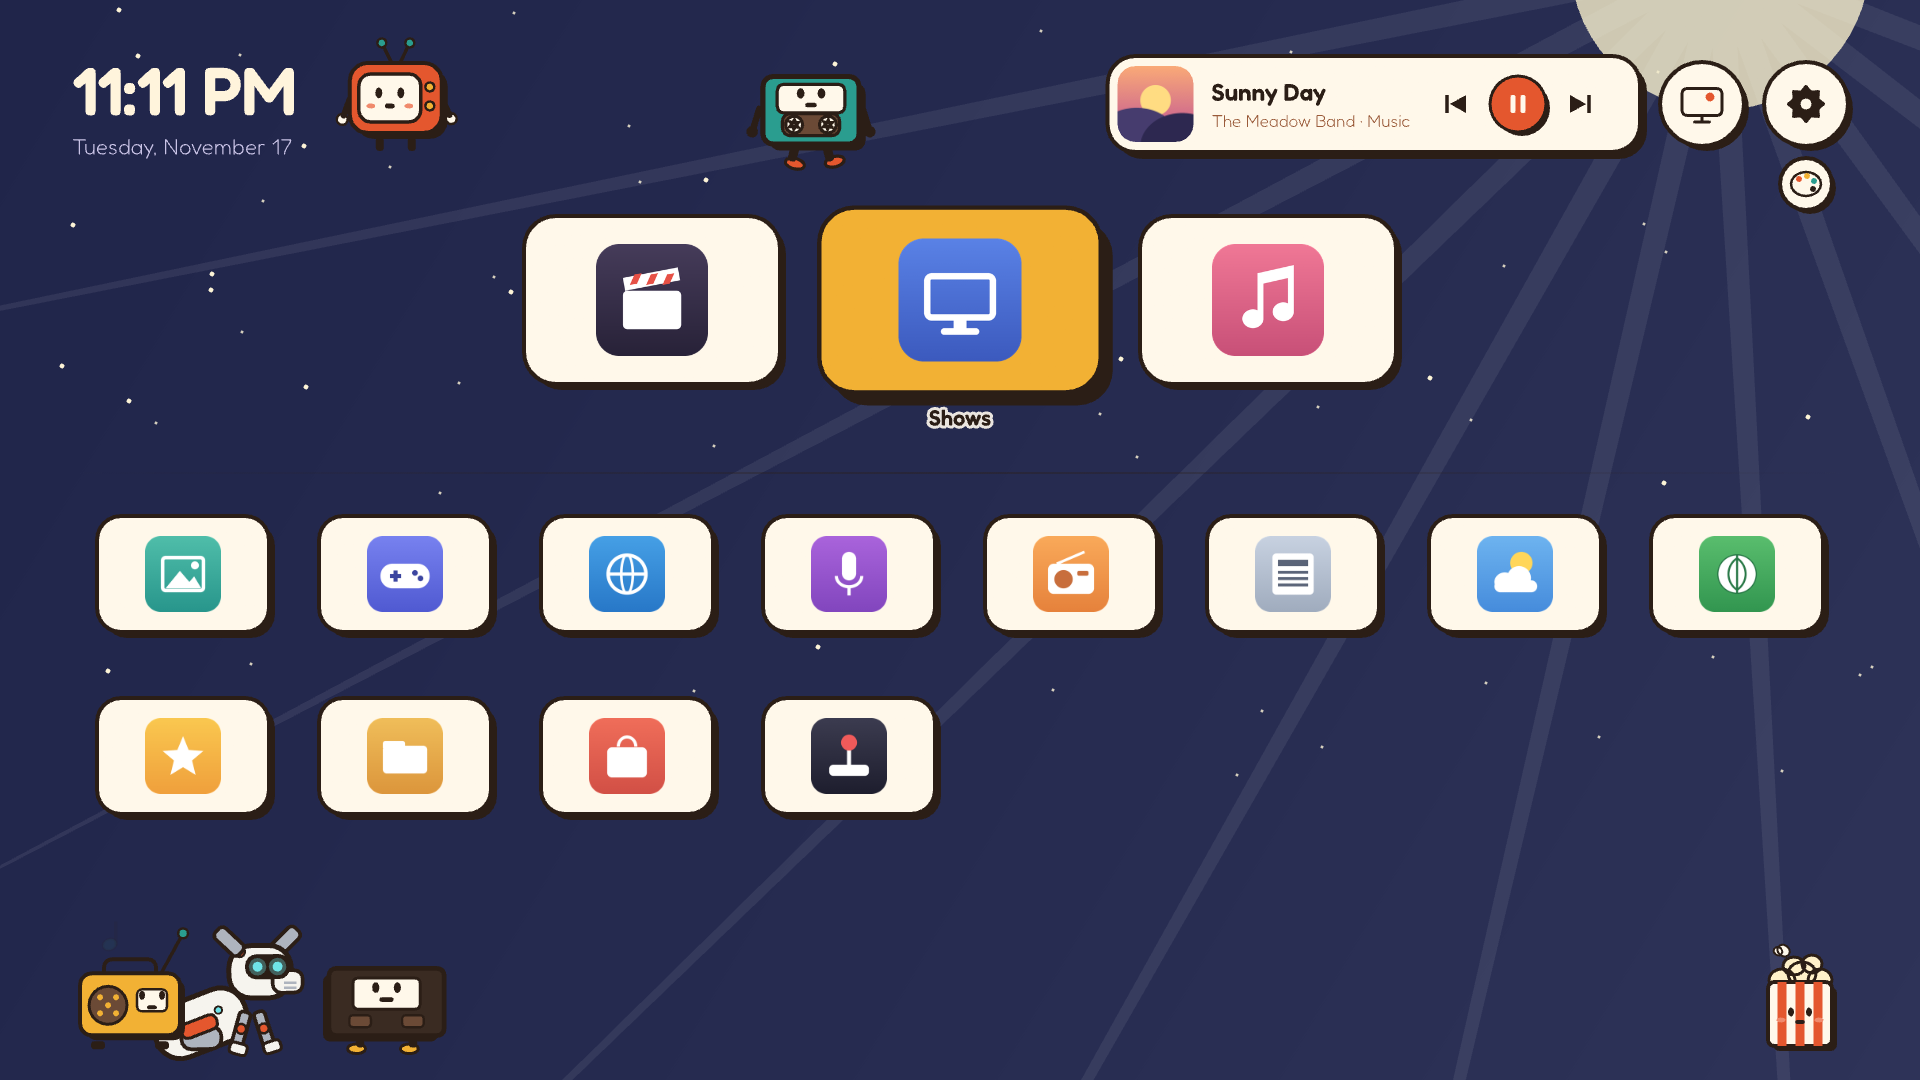 11:11 PM
Tuesday, November 17
Sunny Day
The Meadow Band · Music
Shows